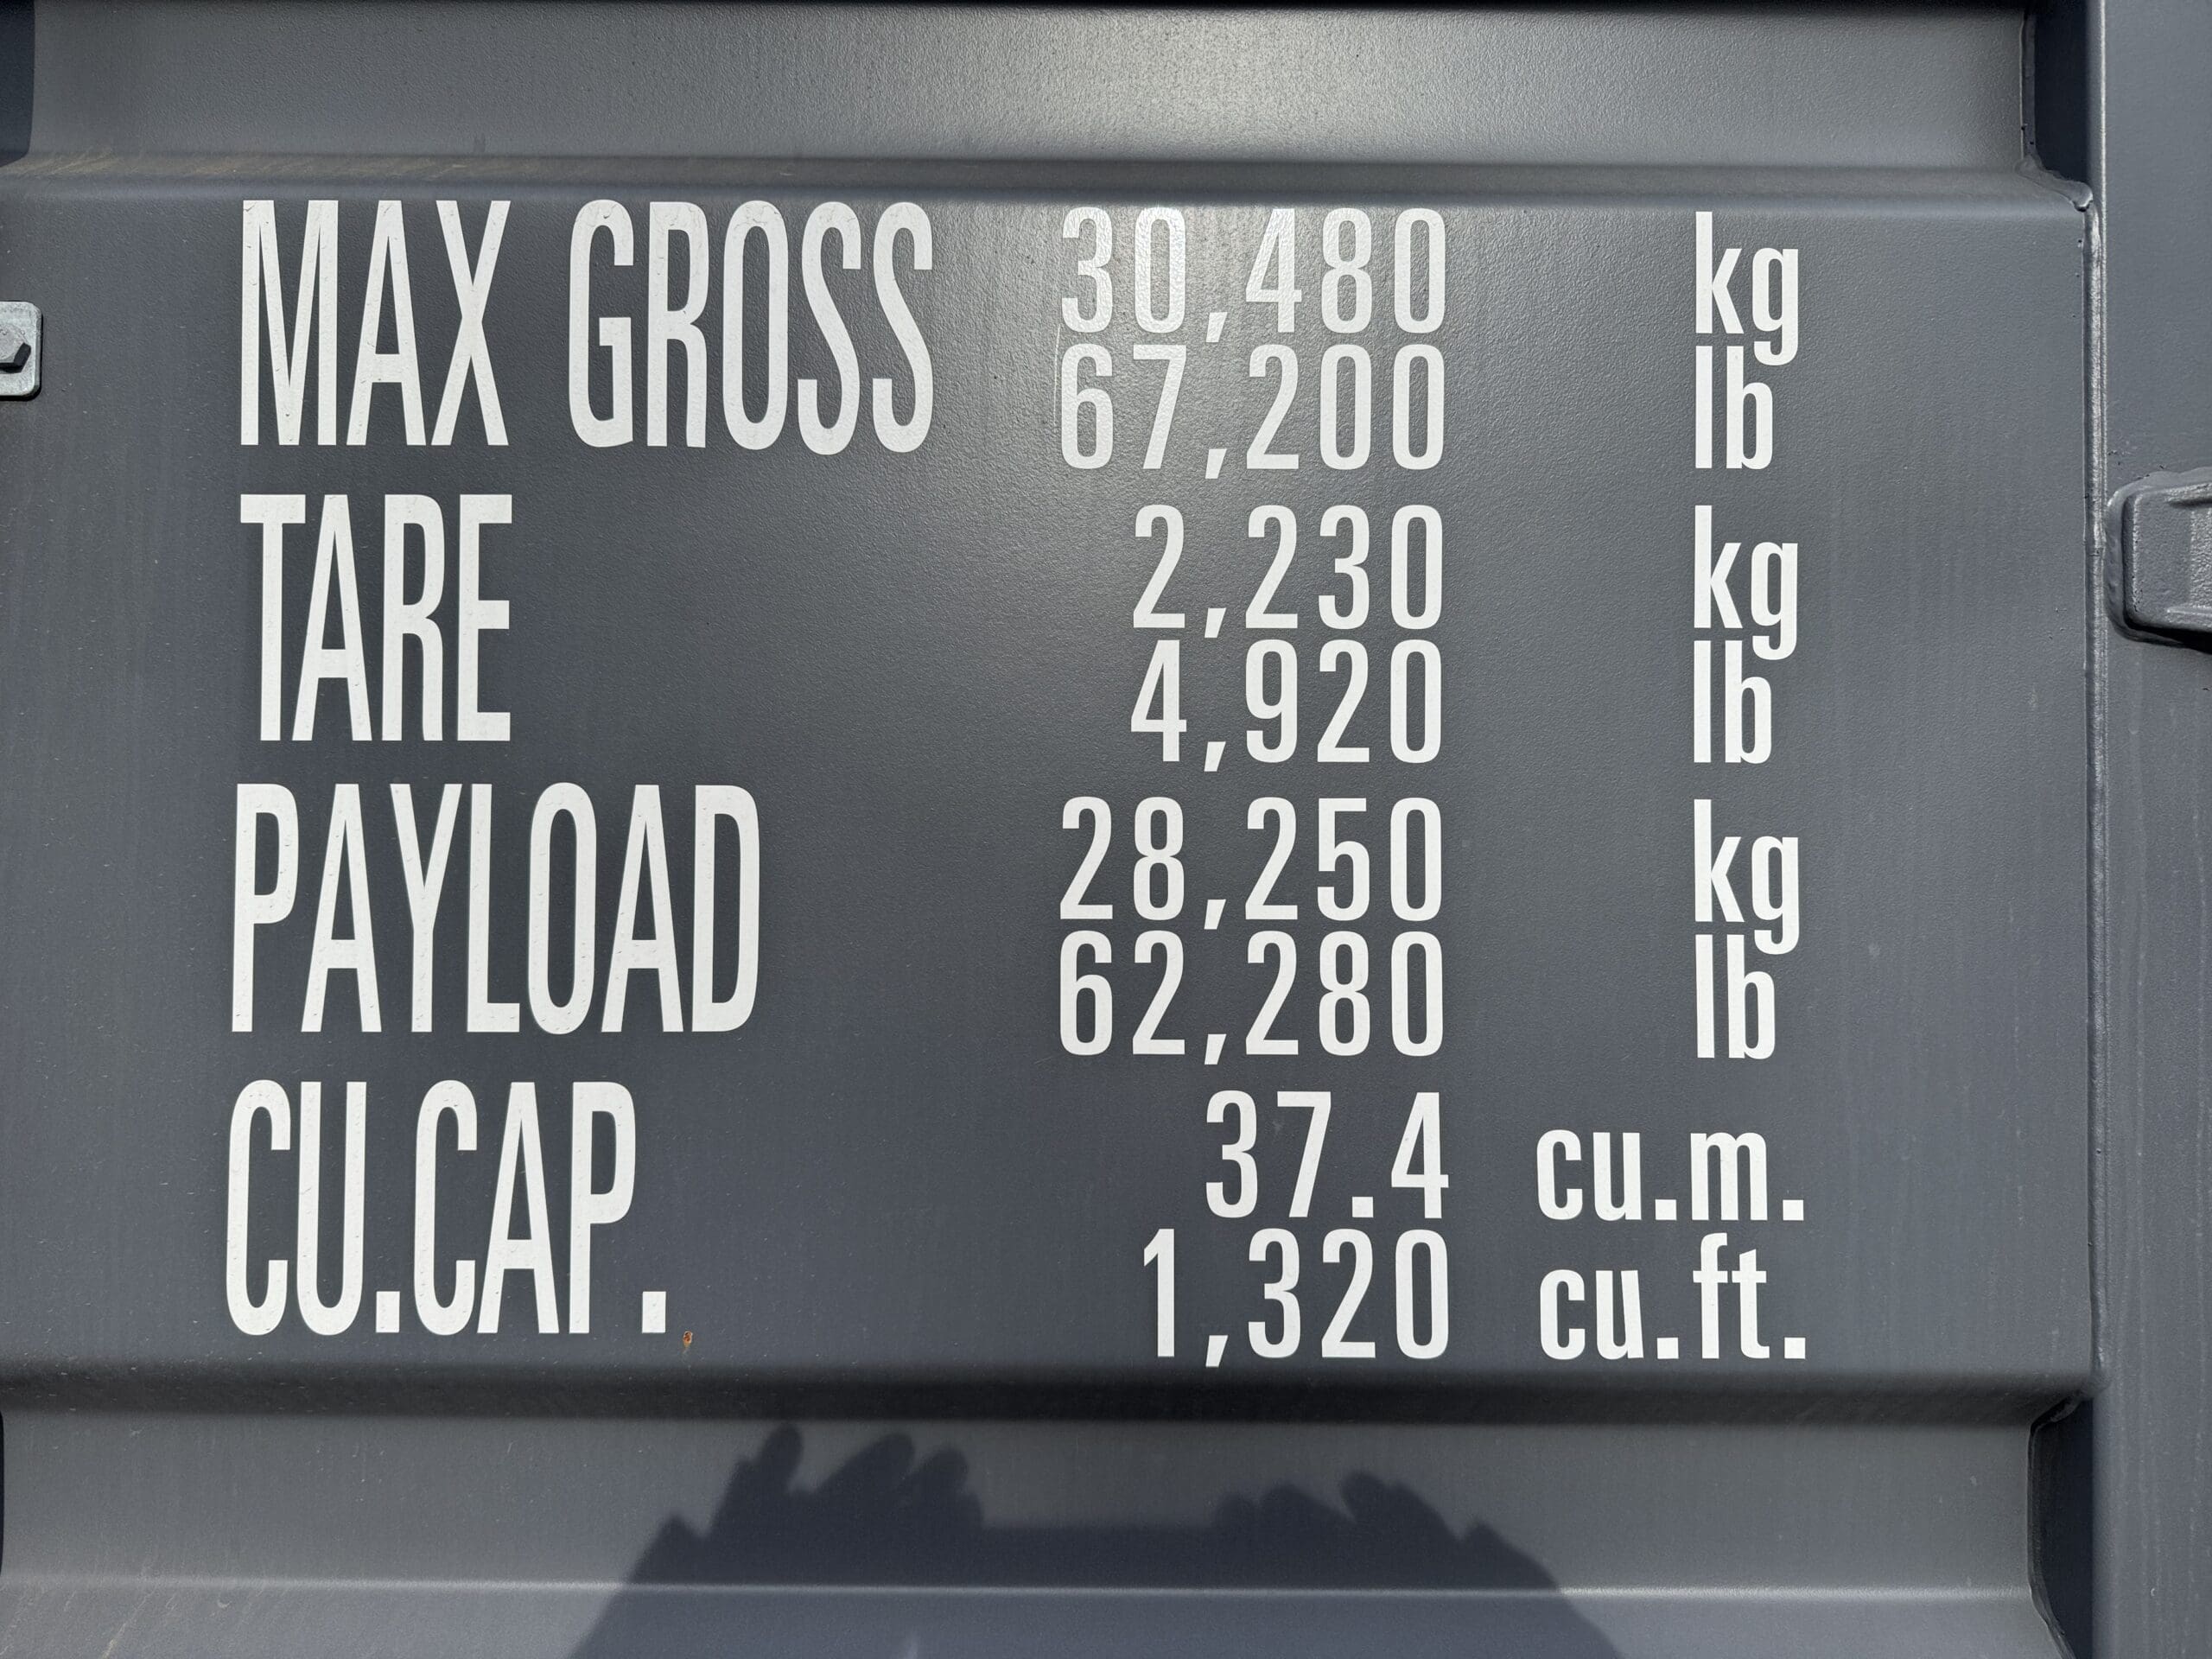 MAX GROSS 30,480 kg
67,200 lb
TARE 2,230 kg
4,920 lb
PAYLOAD 28,250 kg
62,280 lb
CU.CAP. 37.4 cu.m.
1,320 cu.ft.